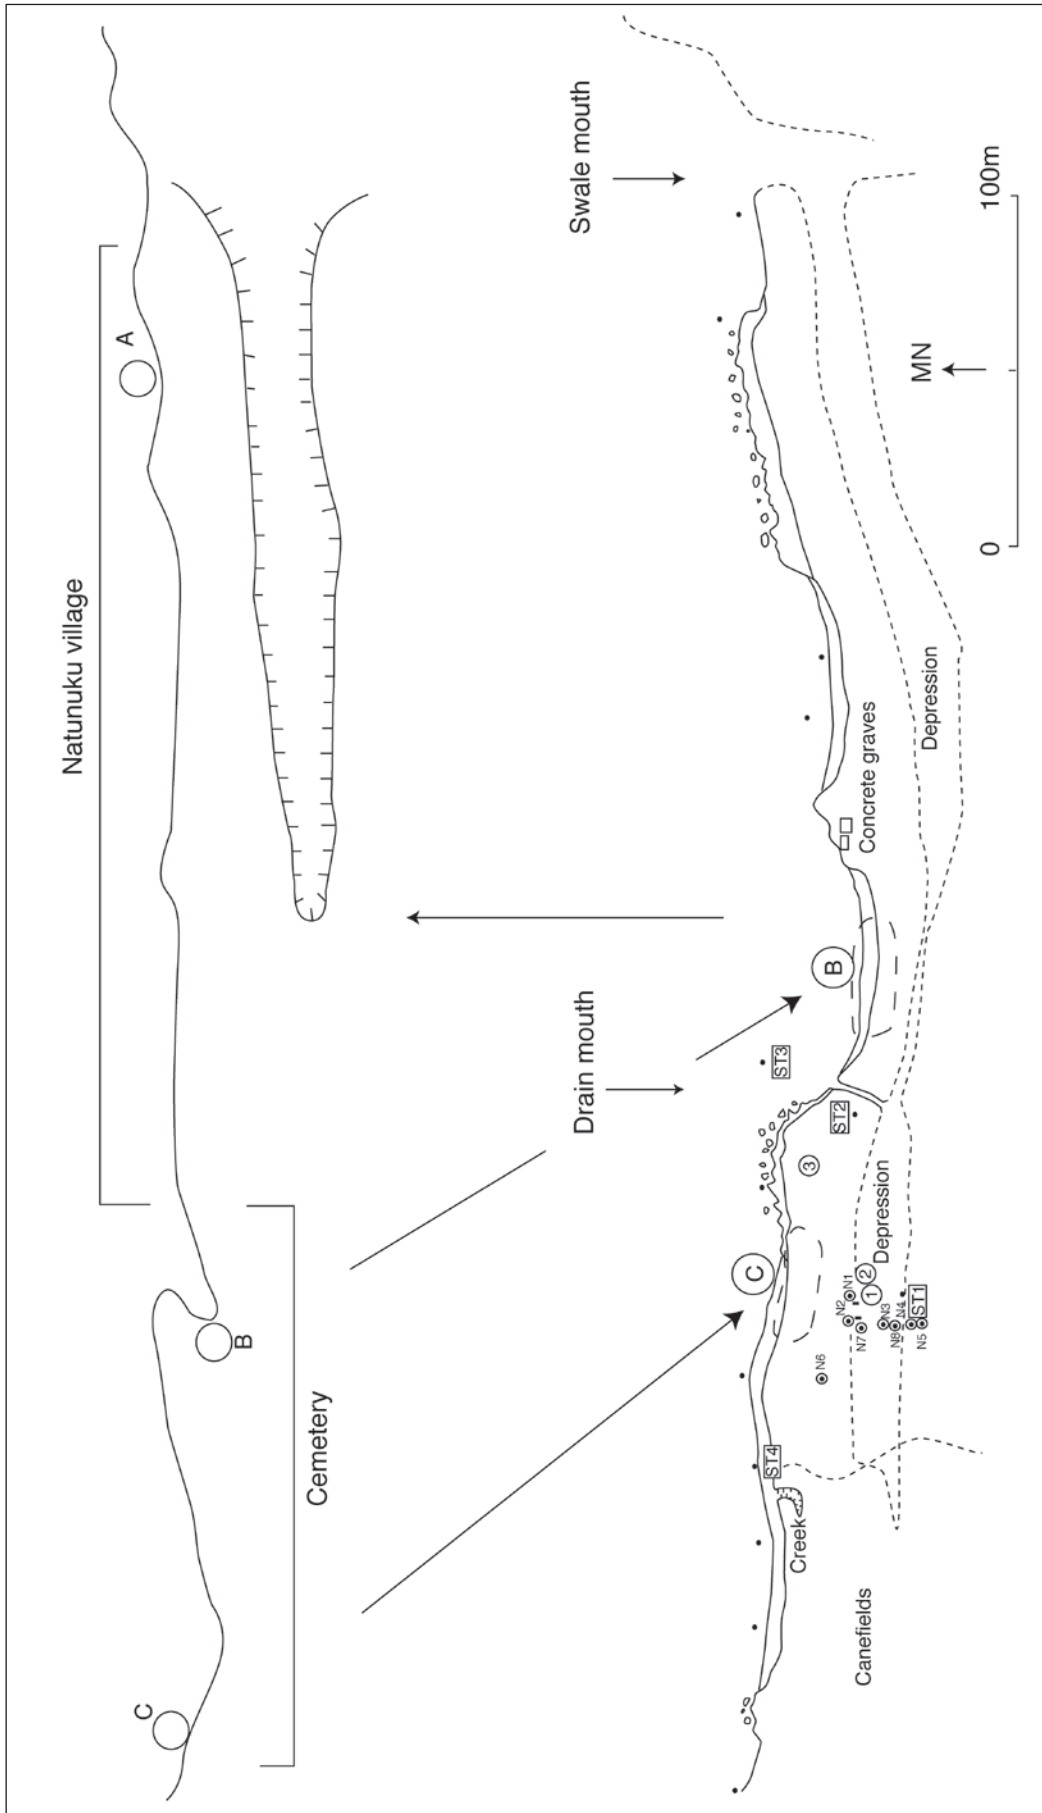 Natunuku village
A
B
C
Cemetery
Swale mouth
Drain mouth
100m
0
MN
Depression
Concrete graves
B
ST3
ST2
3
C
Depression
2
1
N1
N2
N7
N3
N8
N4
ST1
N5
N6
ST4
Creek
Canefields